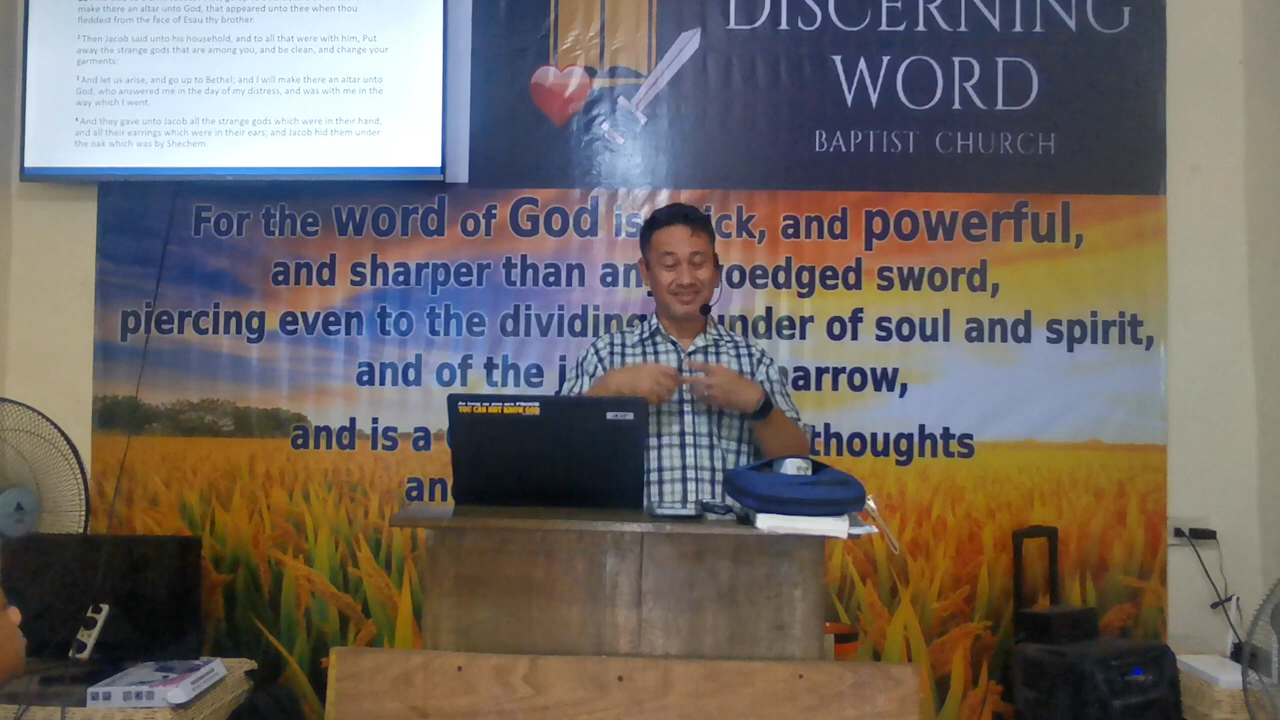 make there an altar unto God, that appeared unto thee when thou
fleddest from the face of Esau thy brother.
2 Then Jacob said unto his household, and to all that were with him, Put
away the strange gods that are among you, and be clean, and change your
garments:
3 And let us arise, and go up to Bethel; and I will make there an altar unto
God, who answered me in the day of my distress, and was with me in the
way which I went.
4 And they gave unto Jacob all the strange gods which were in their hand,
and all their earrings which were in their ears; and Jacob hid them under
the oak which was by Shechem.
DISCERNING
WORD
BAPTIST CHURCH
For the word of God is ick, and powerful,
and sharper than an oedged sword,
piercing even to the dividing under of soul and spirit,
and of the j arrow,
and is a thoughts
an
As long as you are PROUD
YOU CAN NOT KNOW GOD